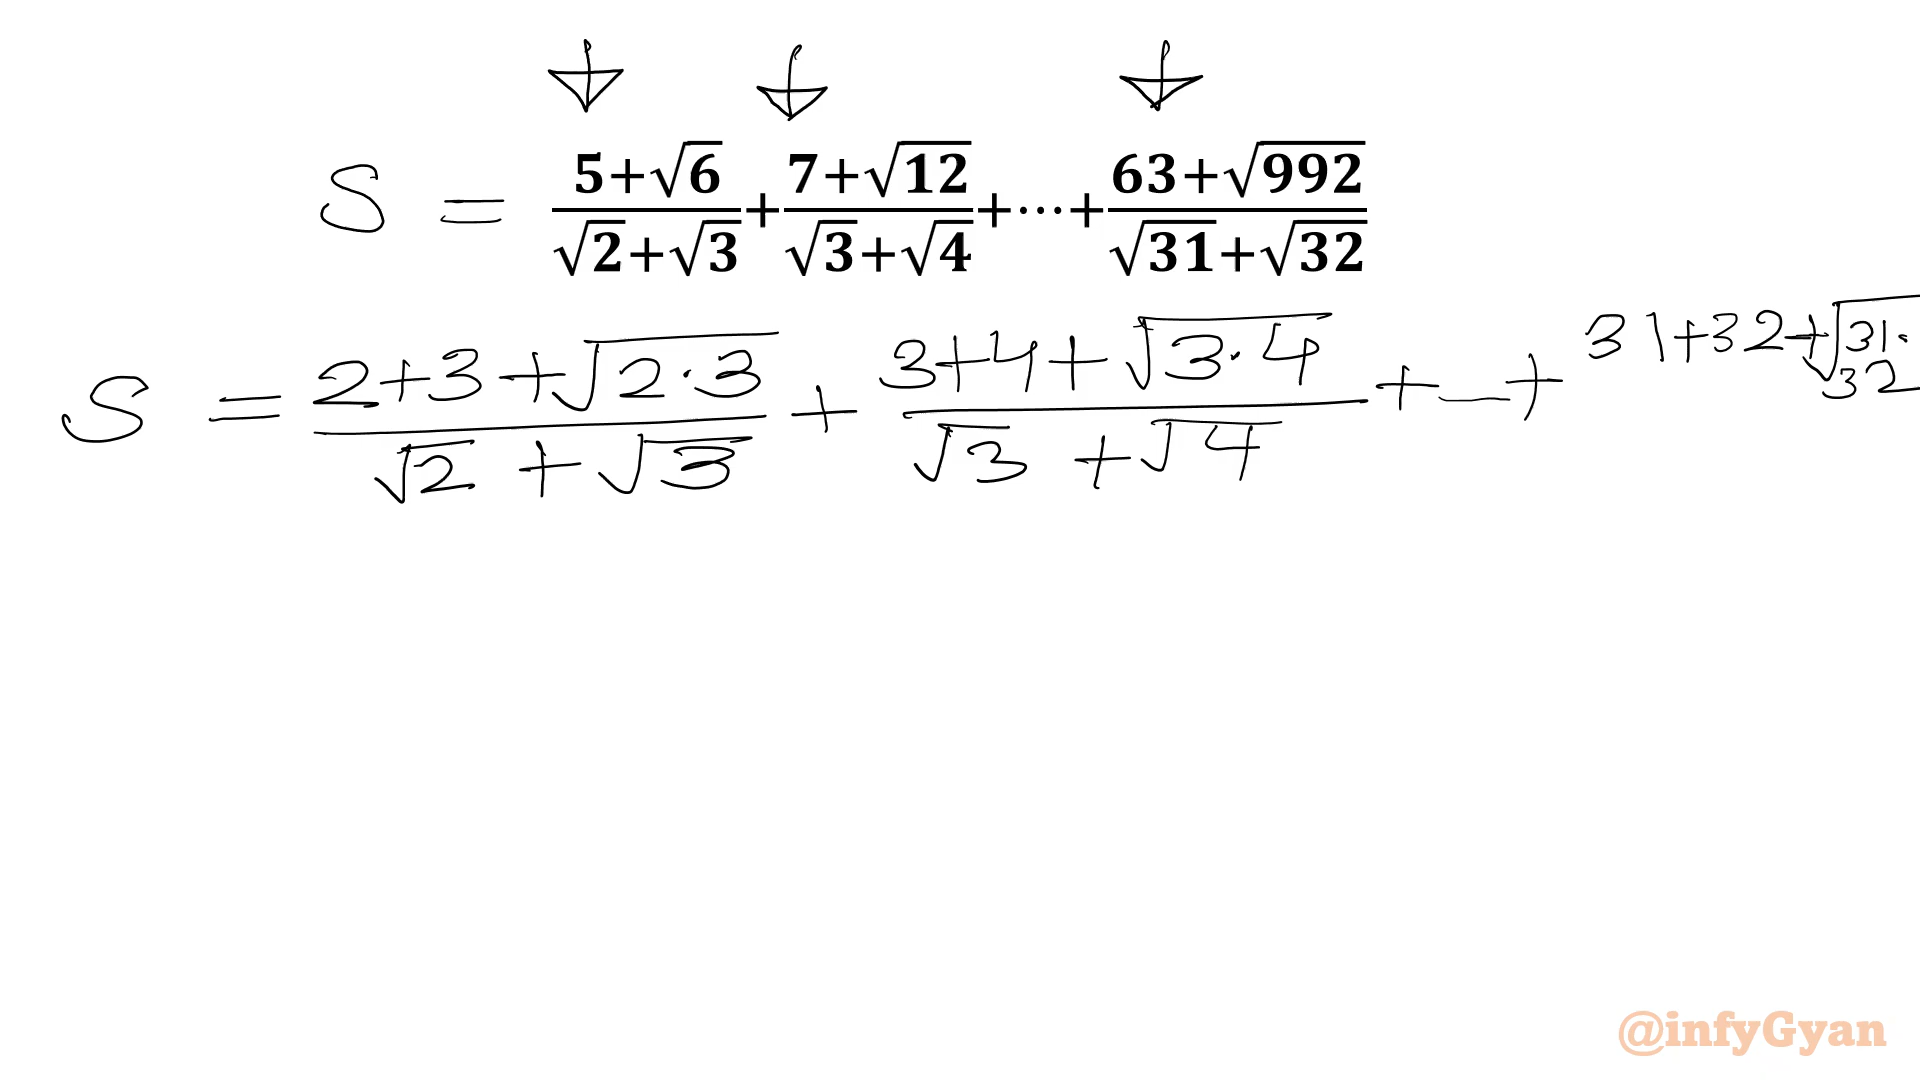 S = (5+√6)/(√2+√3) + (7+√12)/(√3+√4) +⋯+ (63+√992)/(√31+√32)
S = (2+3+√(2·3))/(√2+√3) + (3+4+√(3·4))/(√3+√4) + — + 31+32+√(31·32)
@infyGyan